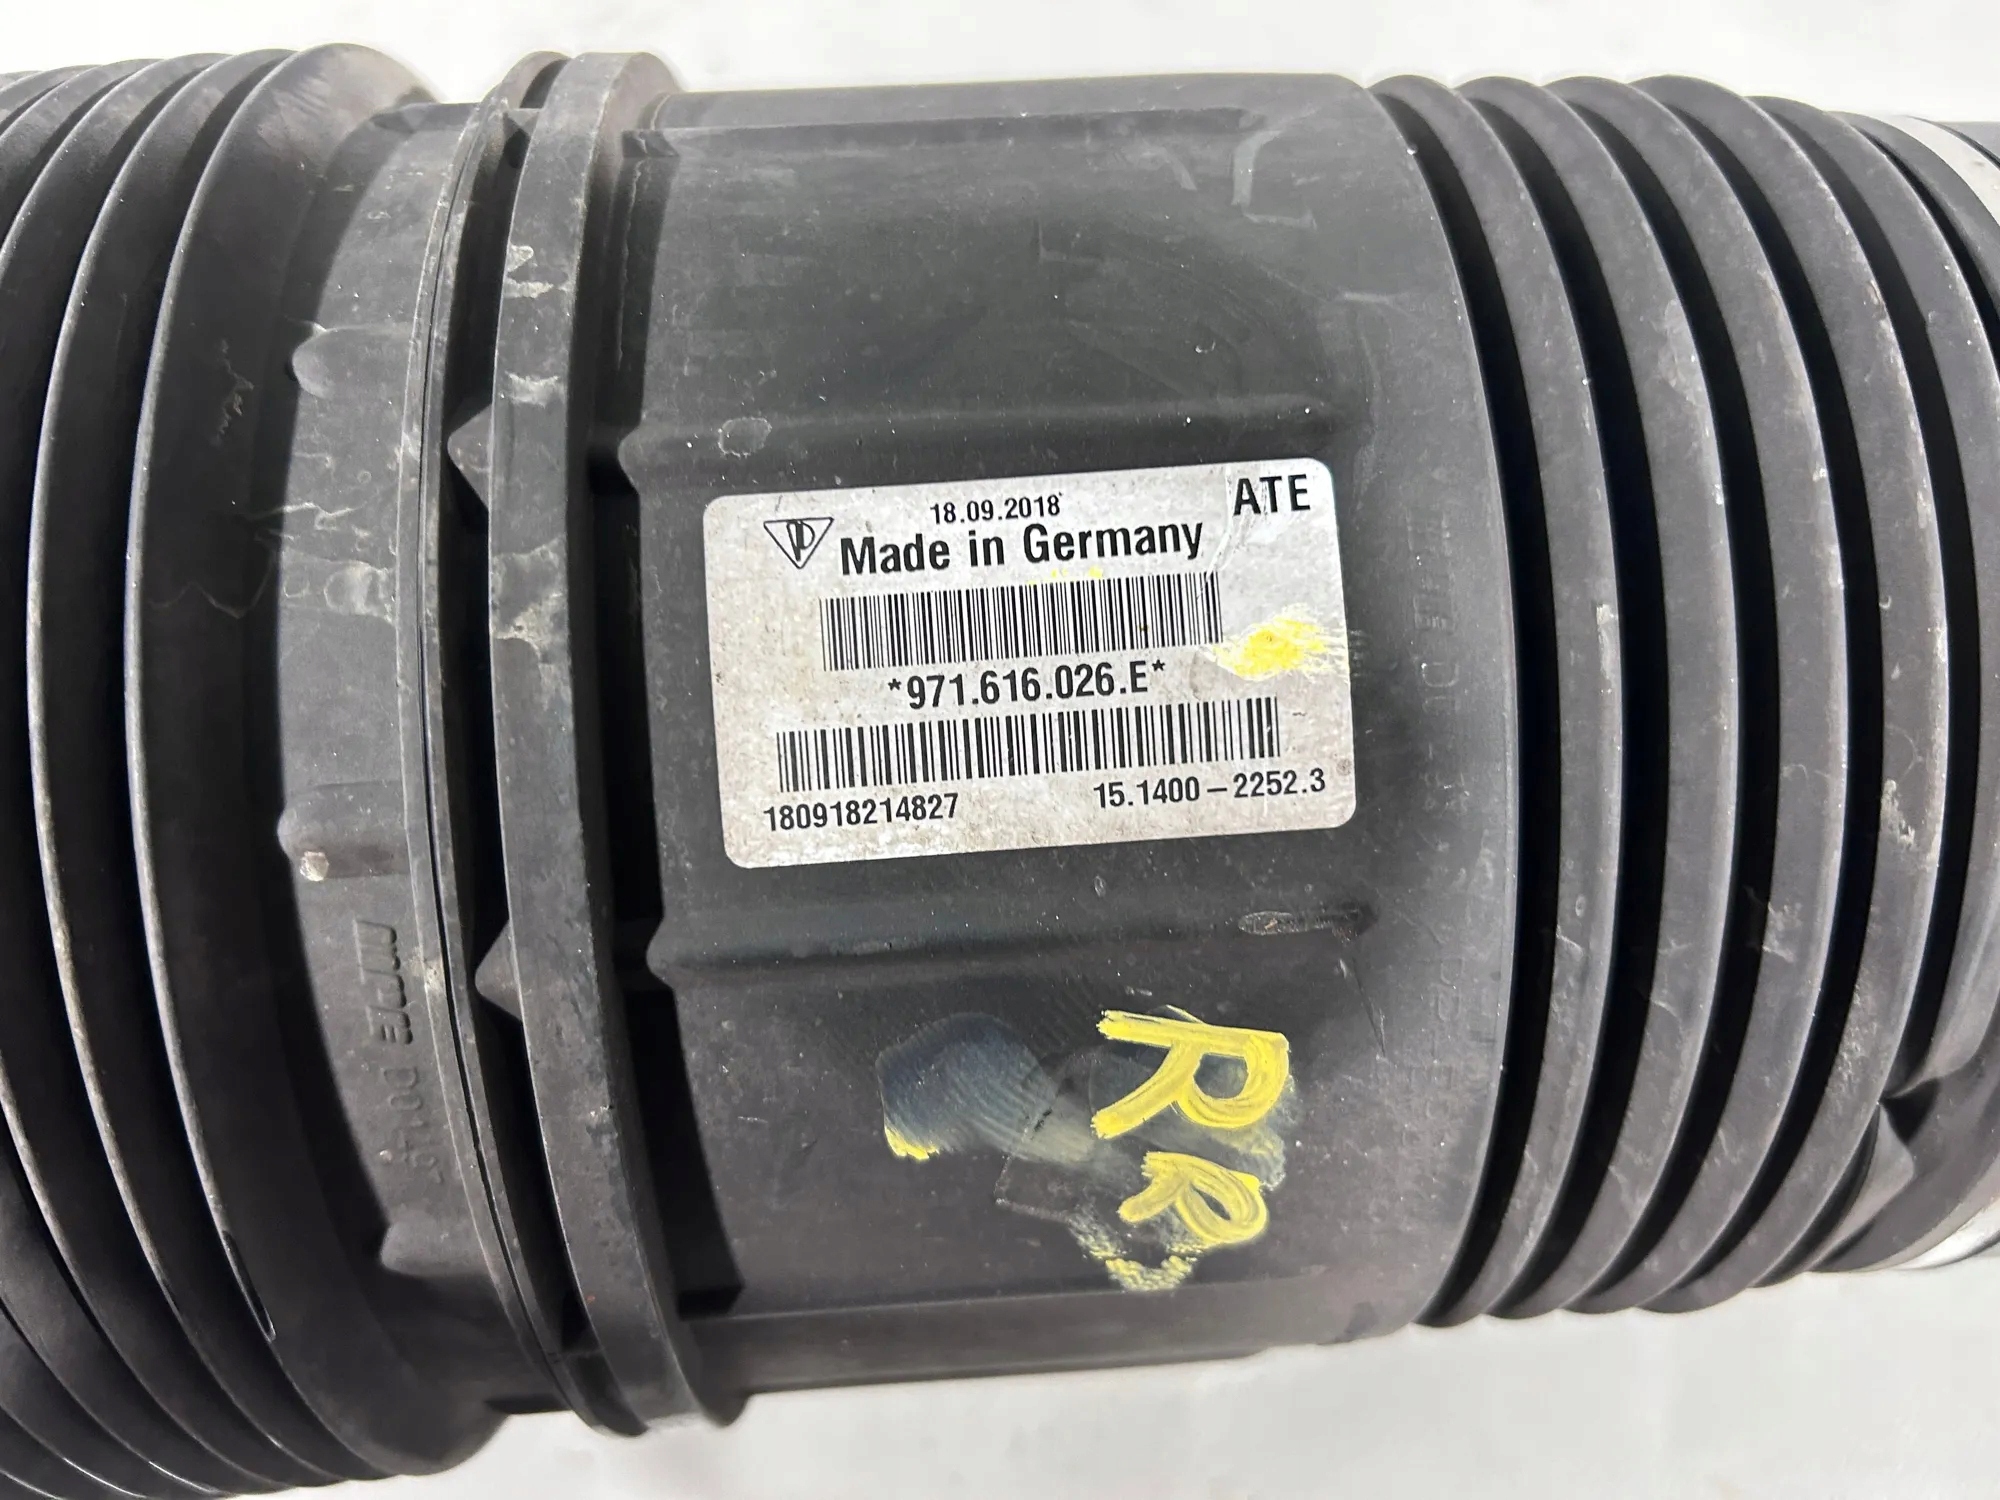 18.09.2018
ATE
Made in Germany
*971.616.026.E*
180918214827
15.1400-2252.3
RR